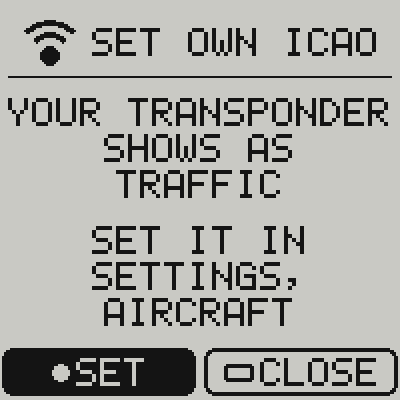 SET OWN ICAO
YOUR TRANSPONDER
SHOWS AS
TRAFFIC
SET IT IN
SETTINGS,
AIRCRAFT
SET
CLOSE